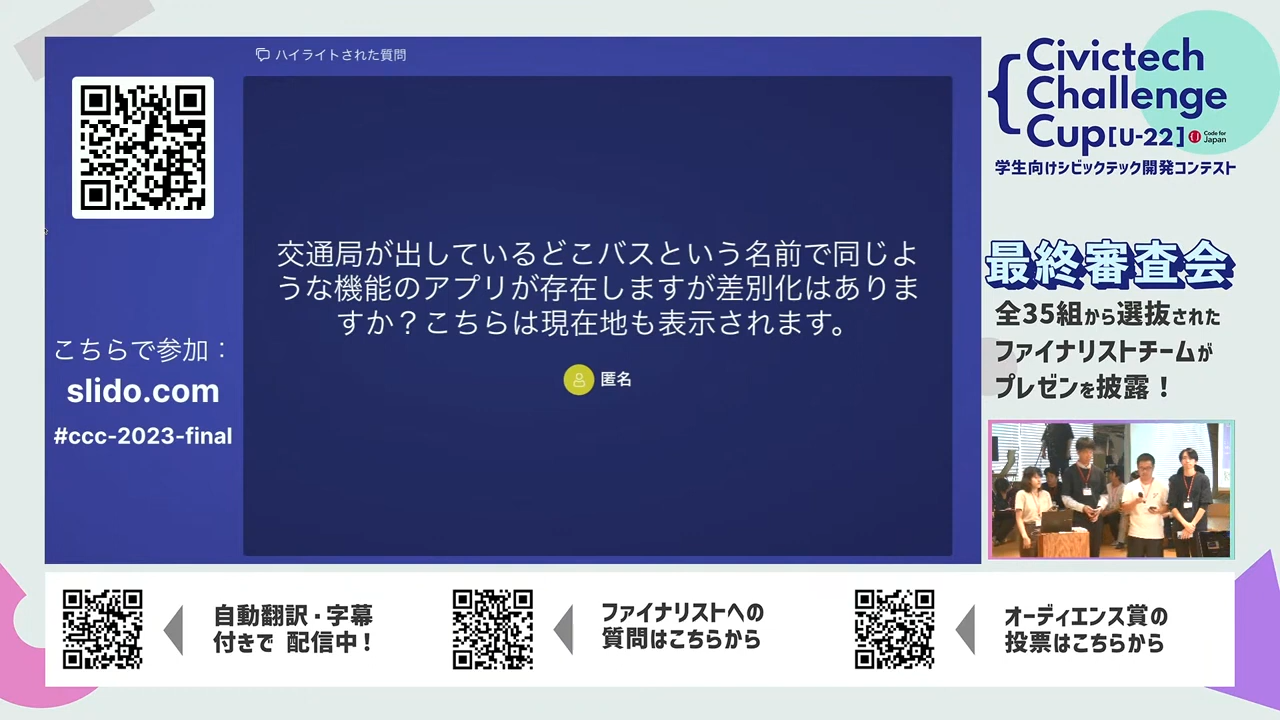 ハイライトされた質問
交通局が出しているどこバスという名前で同じよ
うな機能のアプリが存在しますが差別化はありま
すか？こちらは現在地も表示されます。
匿名
こちらで参加：
slido.com
#ccc-2023-final
Civictech
Challenge
Cup[U-22]
Code for
Japan
学生向けシビックテック開発コンテスト
最終審査会
全35組から選抜された
ファイナリストチームが
プレゼンを披露！
自動翻訳・字幕
付きで 配信中！
ファイナリストへの
質問はこちらから
オーディエンス賞の
投票はこちらから